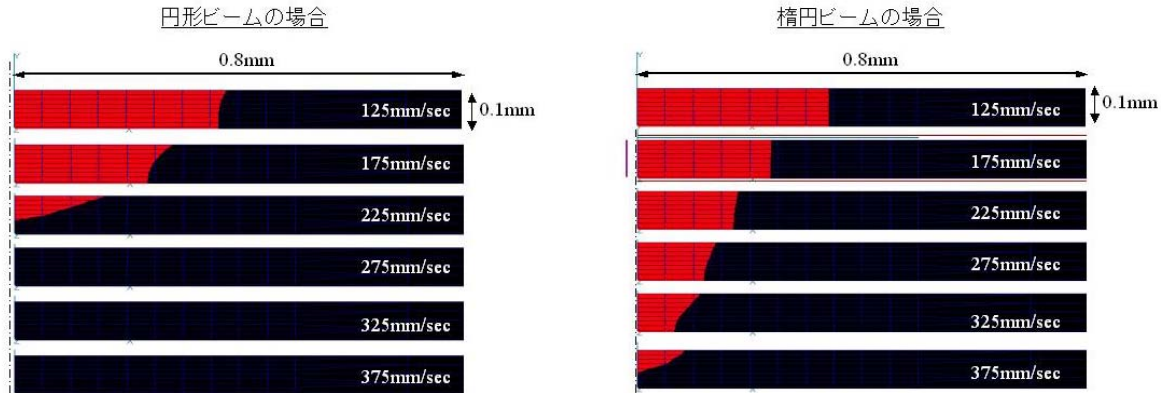 円形ビームの場合
0.8mm
125mm/sec
0.1mm
175mm/sec
225mm/sec
275mm/sec
325mm/sec
375mm/sec
楕円ビームの場合
0.8mm
125mm/sec
0.1mm
175mm/sec
225mm/sec
275mm/sec
325mm/sec
375mm/sec